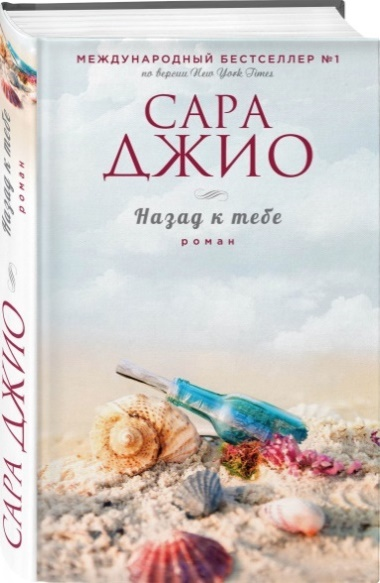 МЕЖДУНАРОДНЫЙ БЕСТСЕЛЛЕР №1
по версии New York Times
САРА
ДЖИО
Назад к тебе
роман
САРА ДЖИО
Назад к тебе
роман